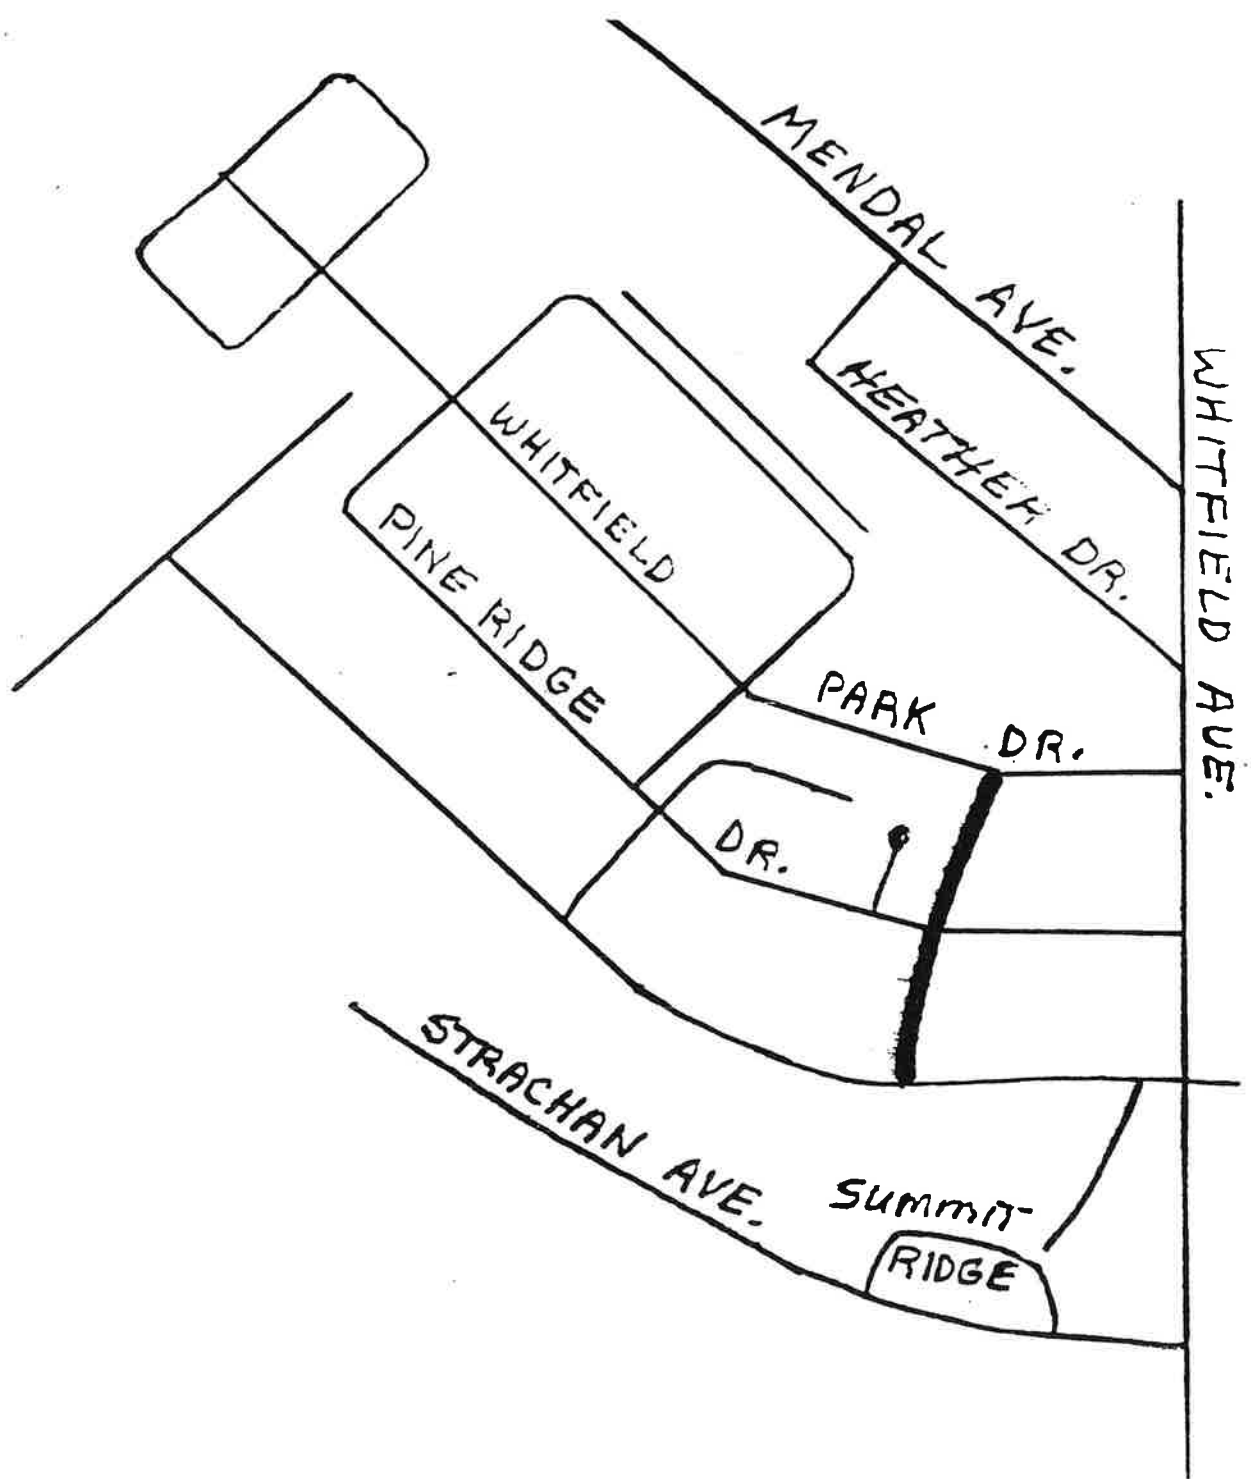 MENDAL AVE.
HEATHER DR.
WHITFIELD AVE.
WHITFIELD
PARK DR.
PINE RIDGE
DR.
STRACHAN AVE.
Summit
RIDGE